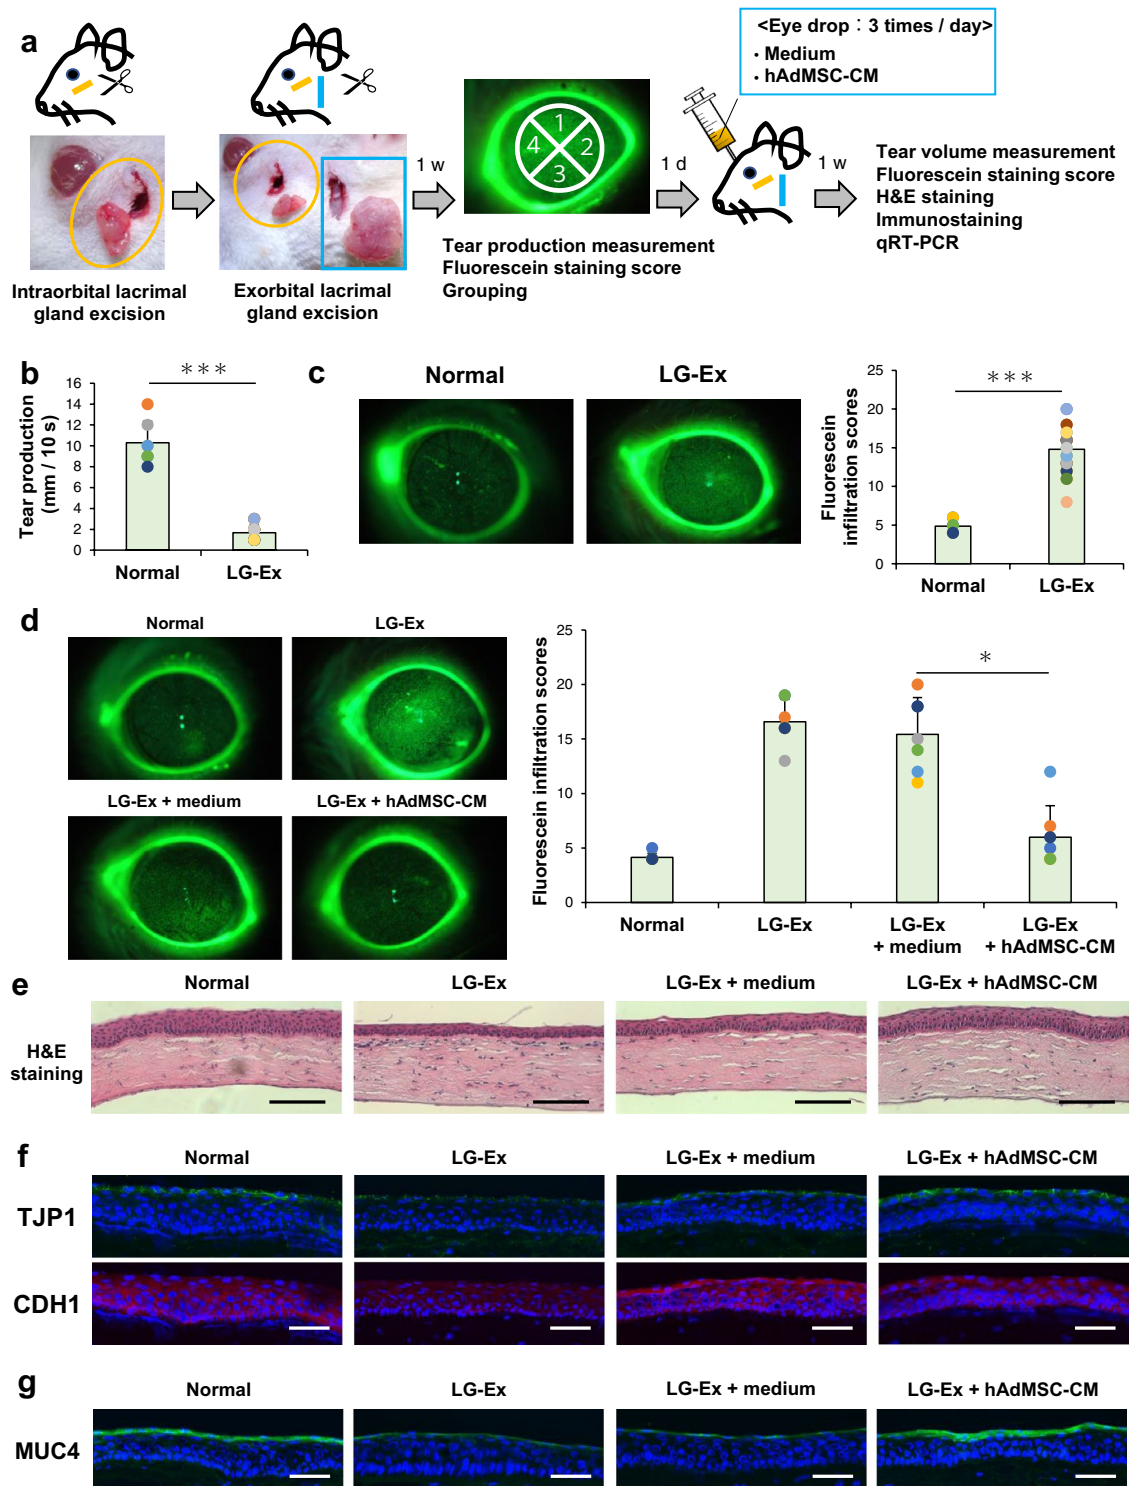 a
<Eye drop : 3 times / day>
· Medium
· hAdMSC-CM
1
4 2
3
1 w
1 d
1 w
Intraorbital lacrimal
gland excision
Exorbital lacrimal
gland excision
Tear production measurement
Fluorescein staining score
Grouping
Tear volume measurement
Fluorescein staining score
H&E staining
Immunostaining
qRT-PCR
b
Tear production
(mm / 10 s)
16
14
12
10
8
6
4
2
0
***
Normal
LG-Ex
c
Normal
LG-Ex
Fluorescein
infiltration scores
25
20
15
10
5
0
***
Normal
LG-Ex
d
Normal
LG-Ex
LG-Ex + medium
LG-Ex + hAdMSC-CM
Fluorescein infiltration scores
25
20
15
10
5
0
*
Normal
LG-Ex
LG-Ex
+ medium
LG-Ex
+ hAdMSC-CM
e
Normal
LG-Ex
LG-Ex + medium
LG-Ex + hAdMSC-CM
H&E
staining
f
Normal
LG-Ex
LG-Ex + medium
LG-Ex + hAdMSC-CM
TJP1
CDH1
g
Normal
LG-Ex
LG-Ex + medium
LG-Ex + hAdMSC-CM
MUC4